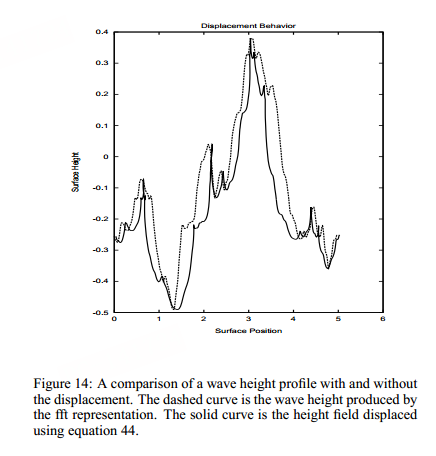 Displacement Behavior
0.4
0.3
0.2
0.1
0
-0.1
-0.2
-0.3
-0.4
-0.5
Surface Height
0 1 2 3 4 5 6
Surface Position
Figure 14: A comparison of a wave height profile with and without
the displacement. The dashed curve is the wave height produced by
the fft representation. The solid curve is the height field displaced
using equation 44.